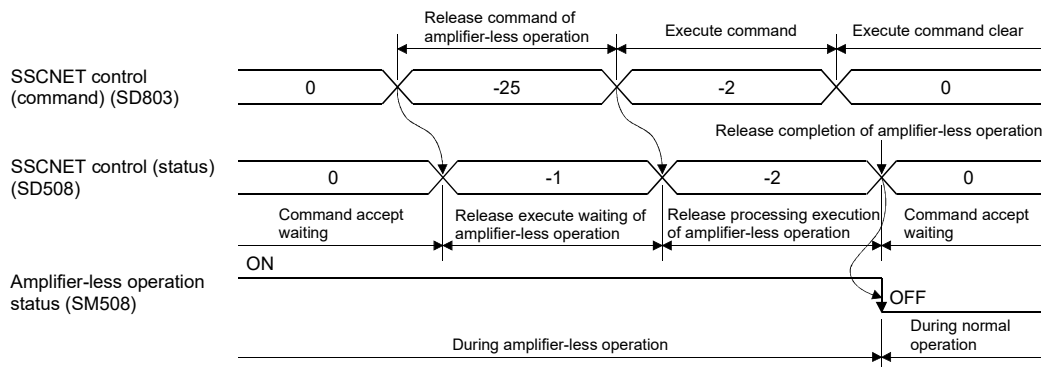 Release command of
amplifier-less operation
Execute command
Execute command clear
SSCNET control
(command) (SD803)
0
-25
-2
0
Release completion of amplifier-less operation
SSCNET control (status)
(SD508)
0
-1
-2
0
Command accept
waiting
Release execute waiting of
amplifier-less operation
Release processing execution
of amplifier-less operation
Command accept
waiting
ON
Amplifier-less operation
status (SM508)
OFF
During amplifier-less operation
During normal
operation